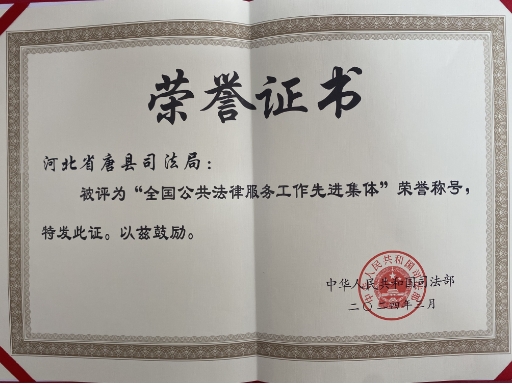 荣誉证书
河北省唐县司法局：
被评为“全国公共法律服务工作先进集体”荣誉称号，
特发此证。以兹鼓励。
中华人民共和国司法部
二〇二四年二月